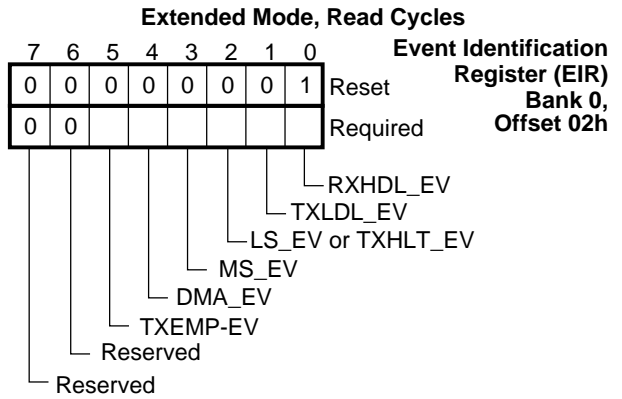 Extended Mode, Read Cycles
7 6 5 4 3 2 1 0
Event Identification
Register (EIR)
Bank 0,
Offset 02h
0 0 0 0 0 0 0 1 Reset
0 0 Required
RXHDL_EV
TXLDL_EV
LS_EV or TXHLT_EV
MS_EV
DMA_EV
TXEMP-EV
Reserved
Reserved